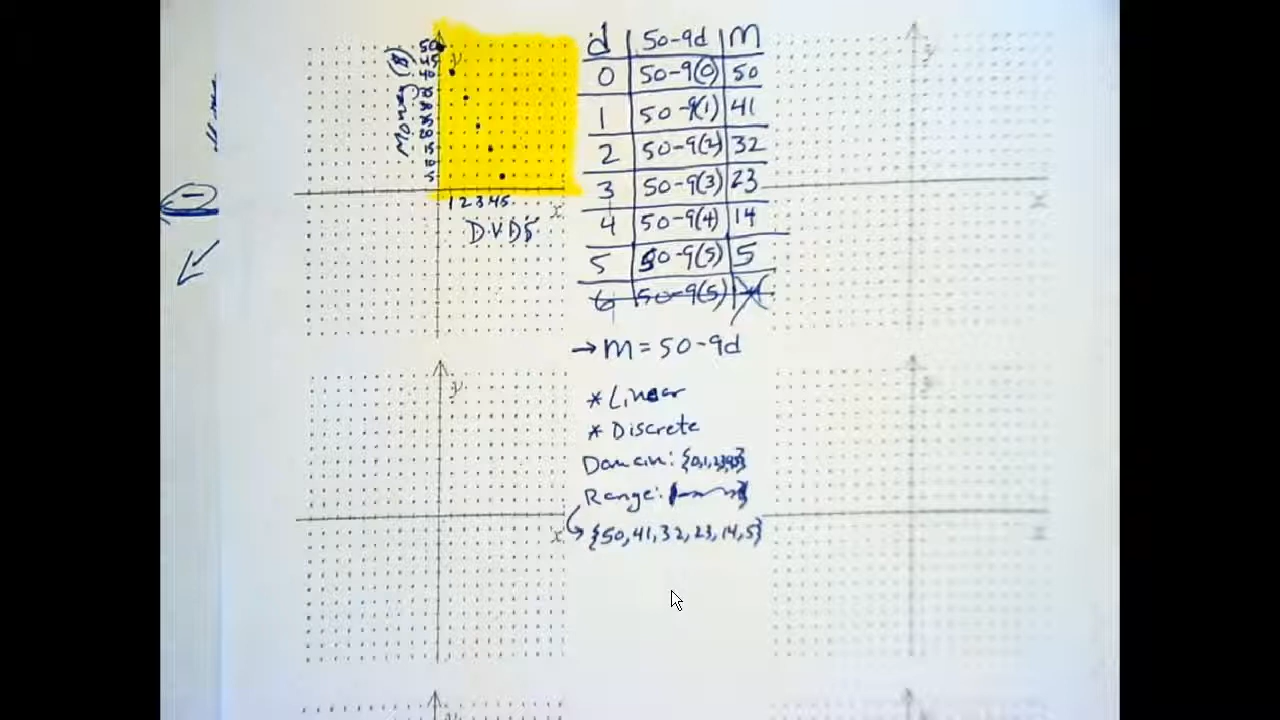 Money ($)
50
45
40
5
y
1 2 3 4 5
x
DVDs
d | 50-9d | m
0 | 50-9(0) | 50
1 | 50-9(1) | 41
2 | 50-9(2) | 32
3 | 50-9(3) | 23
4 | 50-9(4) | 14
5 | 50-9(5) | 5
6 | 50-9(5)
→ m = 50-9d
* Linear
* Discrete
Domain: {0,1,2,3,4,5}
Range:
{50,41,32,23,14,5}
y
x
y
x
y
x